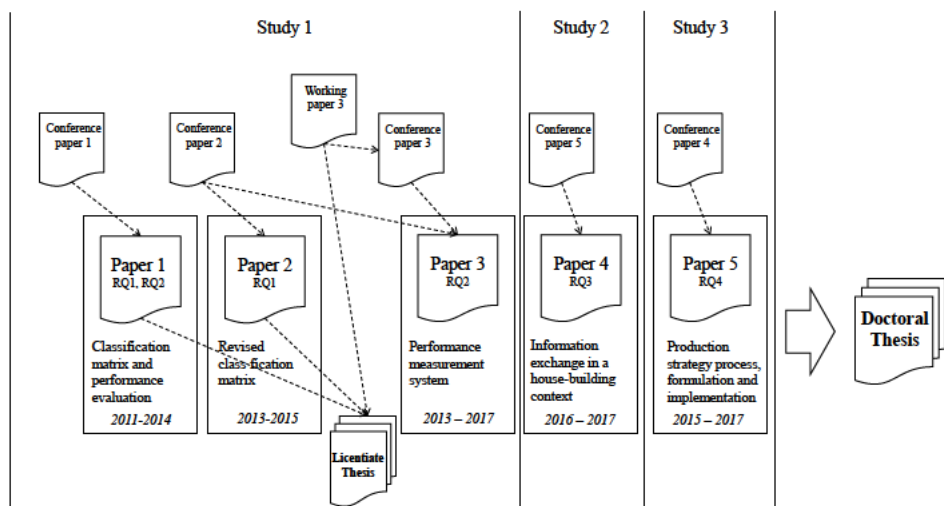 Study 1
Study 2
Study 3
Working
paper 3
Conference
paper 1
Conference
paper 2
Conference
paper 3
Conference
paper 5
Conference
paper 4
Paper 1
RQ1, RQ2
Paper 2
RQ1
Paper 3
RQ2
Paper 4
RQ3
Paper 5
RQ4
Classification
matrix and
performance
evaluation
2011-2014
Revised
class-fication
matrix
2013-2015
Performance
measurement
system
2013 – 2017
Information
exchange in a
house-building
context
2016 – 2017
Production
strategy process,
formulation and
implementation
2015 – 2017
Licentiate
Thesis
Doctoral
Thesis